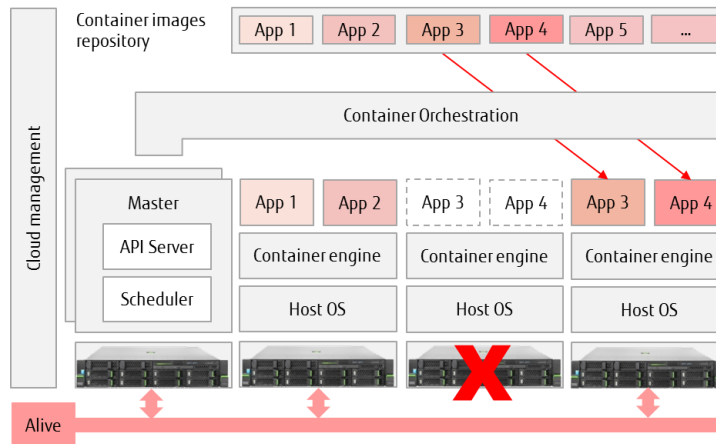 Container images
repository
App 1
App 2
App 3
App 4
App 5
...
Container Orchestration
Cloud management
Master
API Server
Scheduler
App 1
App 2
App 3
App 4
App 3
App 4
Container engine
Container engine
Container engine
Host OS
Host OS
Host OS
X
Alive